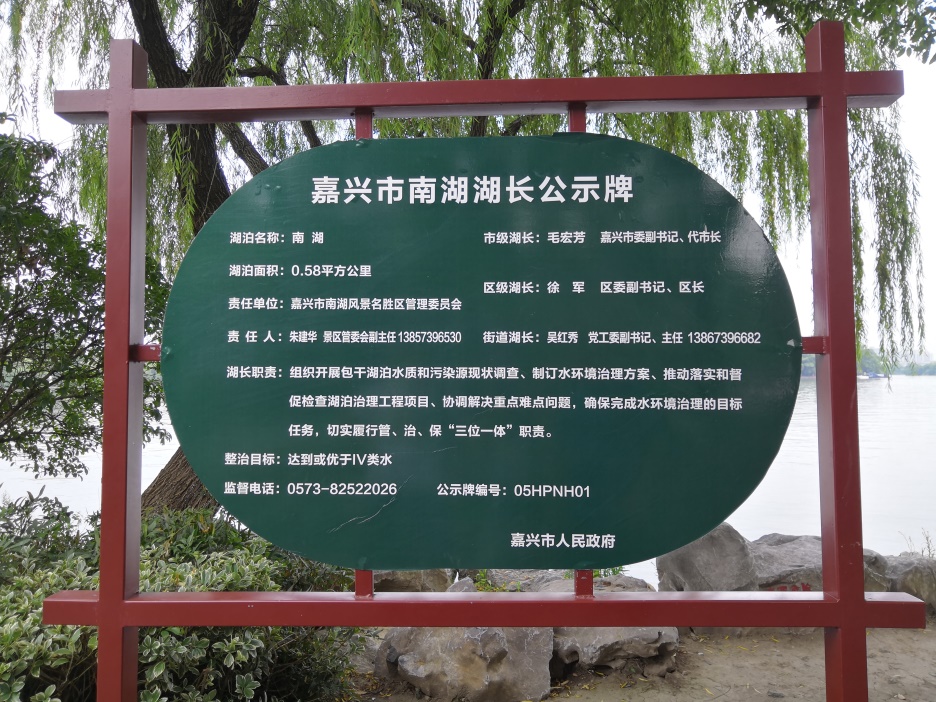 嘉兴市南湖湖长公示牌
湖泊名称：南 湖
市级湖长：毛宏芳 嘉兴市委副书记、代市长
湖泊面积：0.58平方公里
区级湖长：徐 军 区委副书记、区长
责任单位：嘉兴市南湖风景名胜区管理委员会
责 任 人：朱建华 景区管委会副主任 13857396530
街道湖长：吴红秀 党工委副书记、主任 13867396682
湖长职责：组织开展包干湖泊水质和污染源现状调查、制订水环境治理方案、推动落实和督
促检查湖泊治理工程项目、协调解决重点难点问题，确保完成水环境治理的目标
任务，切实履行管、治、保“三位一体”职责。
整治目标：达到或优于IV类水
监督电话：0573-82522026
公示牌编号：05HPNH01
嘉兴市人民政府